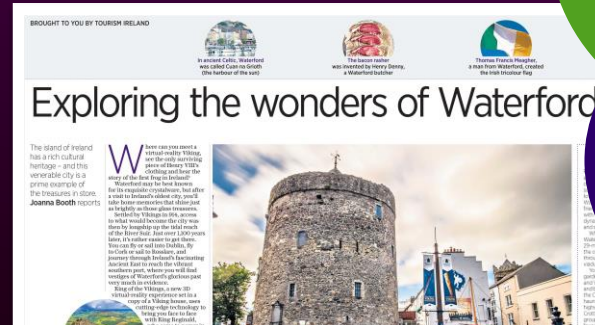 BROUGHT TO YOU BY TOURISM IRELAND
In ancient Celtic, Waterford
was called Cuan na Grioth
(the harbour of the sun)
The bacon rasher
was invented by Henry Denny,
a Waterford butcher
Thomas Francis Meagher,
a man from Waterford, created
the Irish tricolour flag
Exploring the wonders of Waterford
The island of Ireland
has a rich cultural
heritage – and this
venerable city is a
prime example of
the treasures in store.
Joanna Booth reports
Where can you meet a
virtual-reality Viking,
see the only surviving
piece of Henry VIII's
clothing and hear the
story of the first frog in Ireland?
Waterford may be best known
for its exquisite crystalware, but after
a visit to Ireland's oldest city, you'll
take home memories that shine just
as brightly as those glass treasures.
Settled by Vikings in 914, access
to what would become the city was
then by longship up the tidal reach
of the River Suir. Just over 1,100 years
later, it's rather easier to get there.
You can fly or sail into Dublin, fly
to Cork or sail to Rosslare, and
journey through Ireland's fascinating
Ancient East to reach the vibrant
southern port, where you will find
vestiges of Waterford's glorious past
very much in evidence.
King of the Vikings, a new 3D
virtual reality experience set in a
copy of a Viking house, uses
cutting-edge technology to
bring you face to face
with King Reginald,